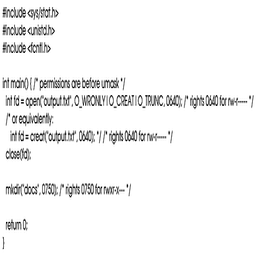 #include <sys/stat.h>
#include <unistd.h>
#include <fcntl.h>
int main() { /* permissions are before umask */
int fd = open("output.txt", O_WRONLY | O_CREAT | O_TRUNC, 0640); /* rights 0640 for rw-r----- */
/* or equivalently:
int fd = creat("output.txt", 0640); */ /* rights 0640 for rw-r----- */
close(fd);
mkdir("docs", 0750); /* rights 0750 for rwxr-x--- */
return 0;
}